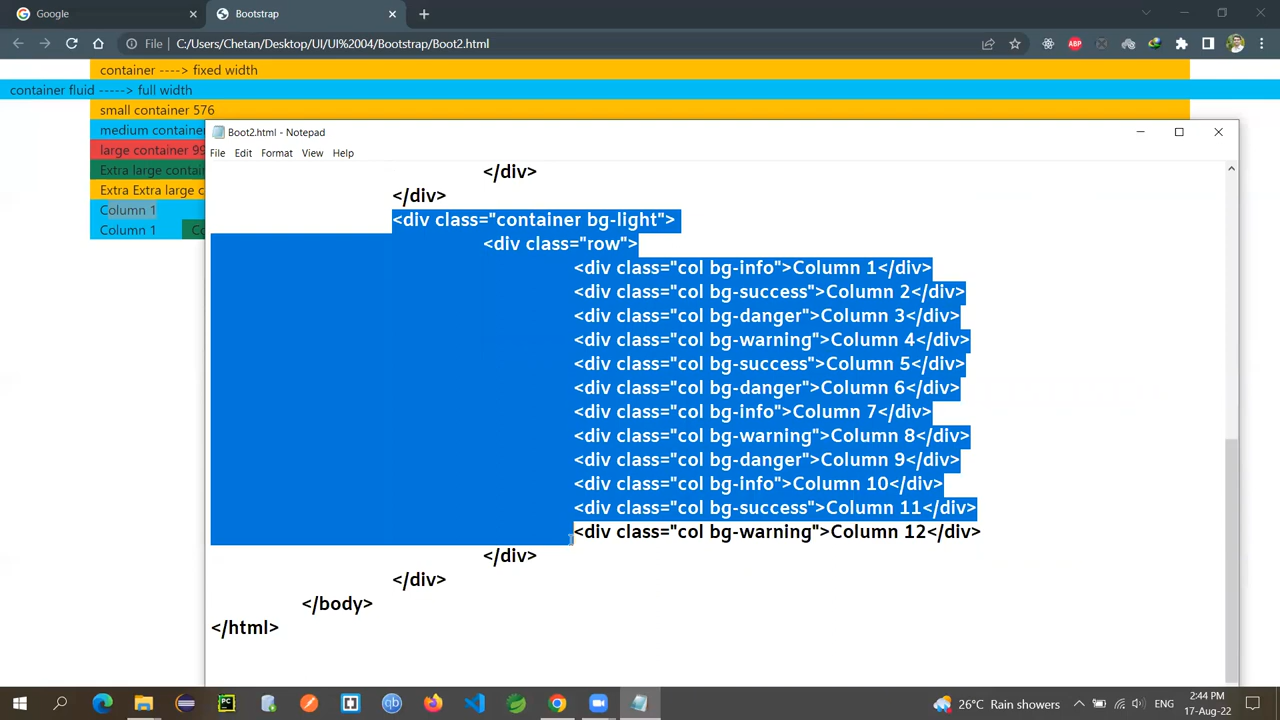 Google
Bootstrap
File
C:/Users/Chetan/Desktop/UI/UI%2004/Bootstrap/Boot2.html
ABP
container ----> fixed width
container fluid -----> full width
small container 576
medium container
large container 99
Extra large contai
Extra Extra large c
Column 1
Column 1
Boot2.html - Notepad
File Edit Format View Help
</div>
</div>
<div class="container bg-light">
<div class="row">
<div class="col bg-info">Column 1</div>
<div class="col bg-success">Column 2</div>
<div class="col bg-danger">Column 3</div>
<div class="col bg-warning">Column 4</div>
<div class="col bg-success">Column 5</div>
<div class="col bg-danger">Column 6</div>
<div class="col bg-info">Column 7</div>
<div class="col bg-warning">Column 8</div>
<div class="col bg-danger">Column 9</div>
<div class="col bg-info">Column 10</div>
<div class="col bg-success">Column 11</div>
<div class="col bg-warning">Column 12</div>
</div>
</div>
</body>
</html>
PC
qb
26°C Rain showers
ENG
2:44 PM
17-Aug-22